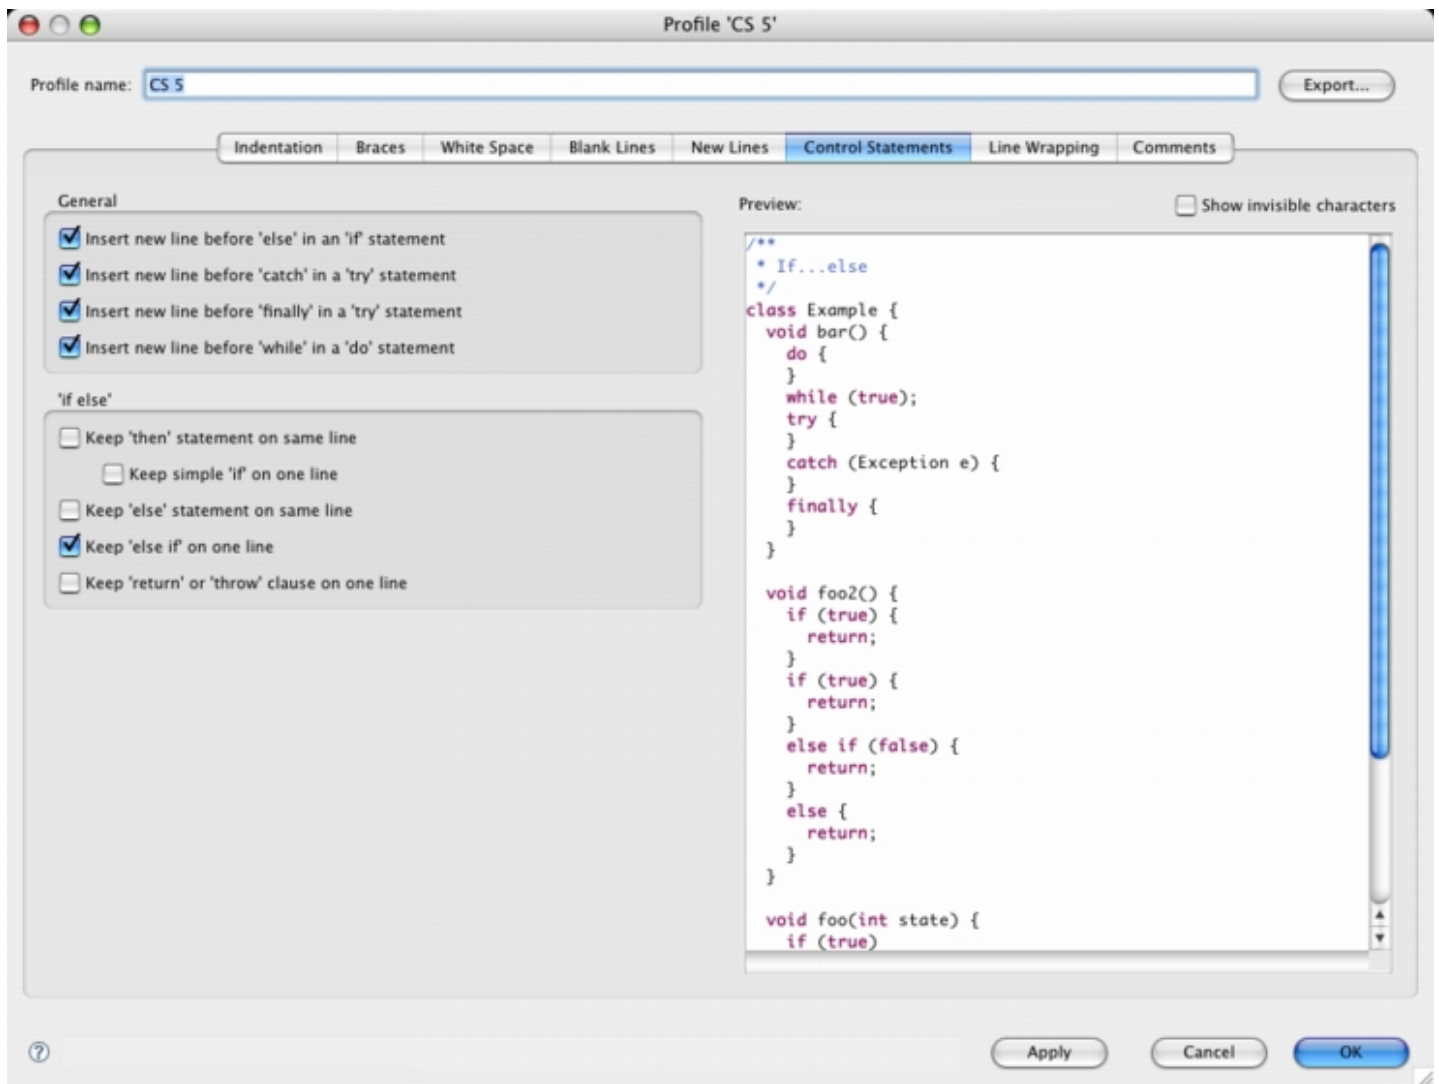 Profile 'CS 5'
Profile name: CS 5 Export...
Indentation Braces White Space Blank Lines New Lines Control Statements Line Wrapping Comments
General
Insert new line before 'else' in an 'if' statement
Insert new line before 'catch' in a 'try' statement
Insert new line before 'finally' in a 'try' statement
Insert new line before 'while' in a 'do' statement
'if else'
Keep 'then' statement on same line
Keep simple 'if' on one line
Keep 'else' statement on same line
Keep 'else if' on one line
Keep 'return' or 'throw' clause on one line
Preview: Show invisible characters
/**
 * If...else
 */
class Example {
  void bar() {
    do {
    }
    while (true);
    try {
    }
    catch (Exception e) {
    }
    finally {
    }
  }

  void foo2() {
    if (true) {
      return;
    }
    if (true) {
      return;
    }
    else if (false) {
      return;
    }
    else {
      return;
    }
  }

  void foo(int state) {
    if (true)
? Apply Cancel OK